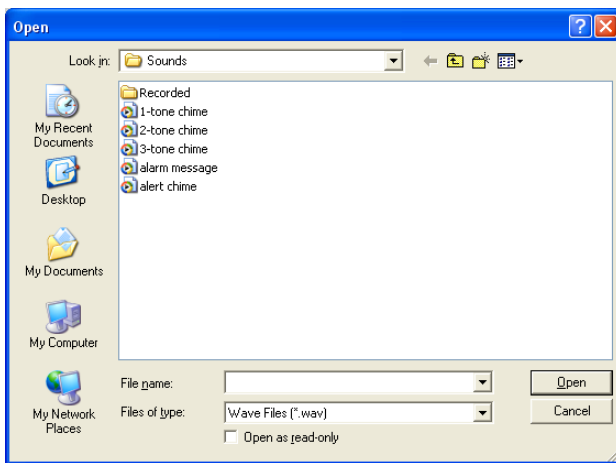 Open
Look in: Sounds
My Recent
Documents
Desktop
My Documents
My Computer
My Network
Places
Recorded
1-tone chime
2-tone chime
3-tone chime
alarm message
alert chime
File name:
Open
Files of type: Wave Files (*.wav)
Cancel
Open as read-only